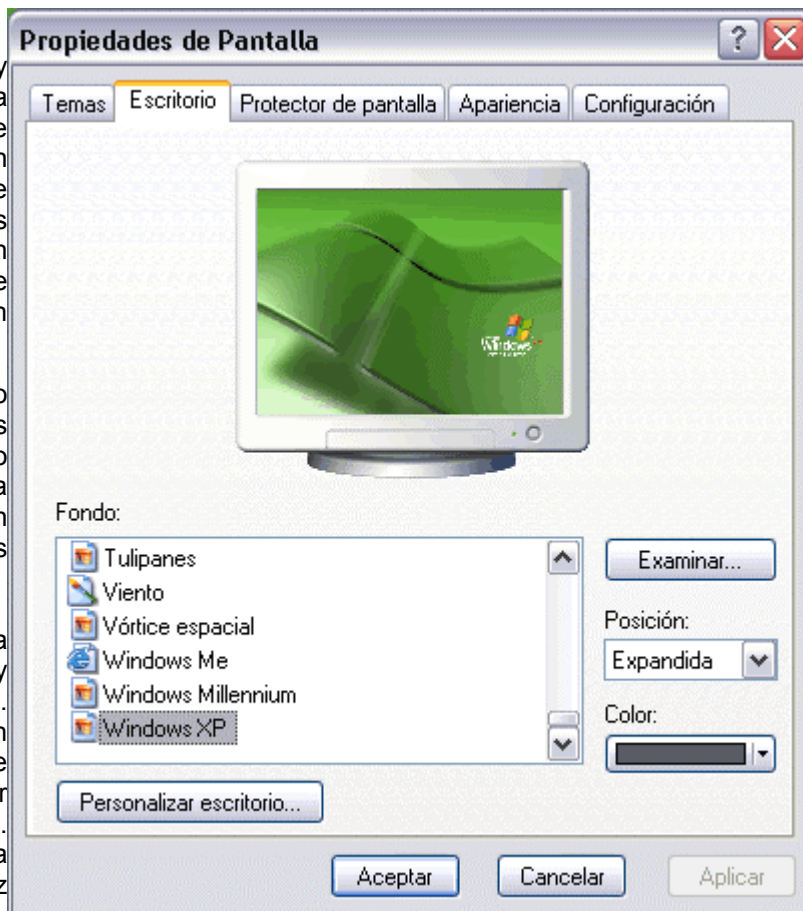 Propiedades de Pantalla
Temas Escritorio Protector de pantalla Apariencia Configuración
Windows
Fondo:
Tulipanes
Viento
Vórtice espacial
Windows Me
Windows Millennium
Windows XP
Examinar...
Posición:
Expandida
Color:
Personalizar escritorio...
Aceptar Cancelar Aplicar